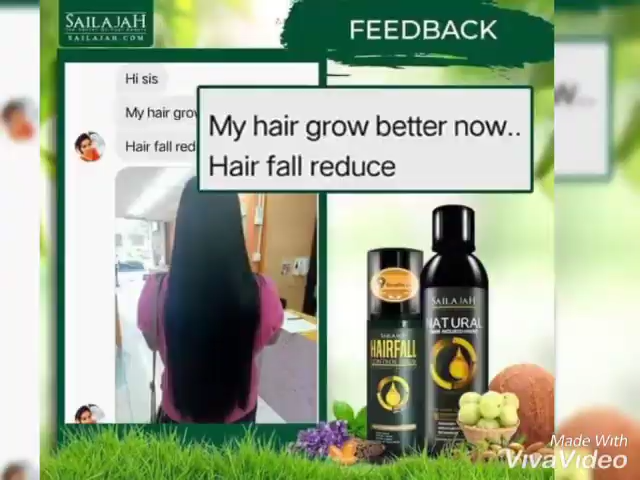 SAILAJAH
SAILAJAH.COM
FEEDBACK
Hi sis
My hair grow
Hair fall red
My hair grow better now..
Hair fall reduce
9
SAILAJAH
HAIRFALL
SAILAJAH
NATURAL
Made With
VivaVideo